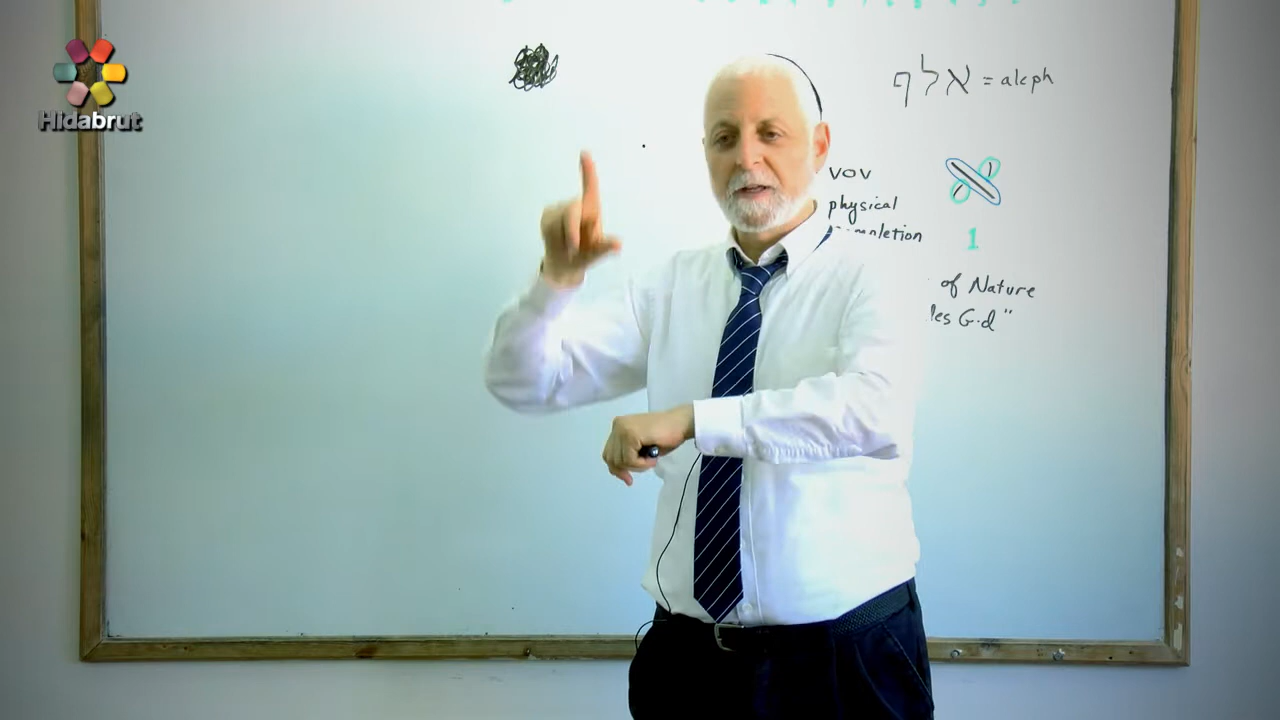 Hidabrut
אלף = aleph
VOV
physical
1
of Nature
G-d"